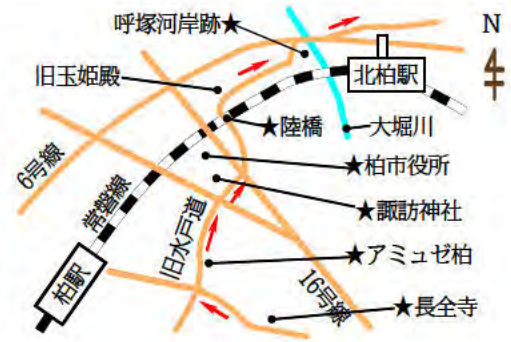 呼塚河岸跡★
N
北柏駅
旧玉姫殿
★陸橋
大堀川
6号線
★柏市役所
常磐線
★諏訪神社
旧水戸道
★アミュゼ柏
柏駅
16号線
★長全寺